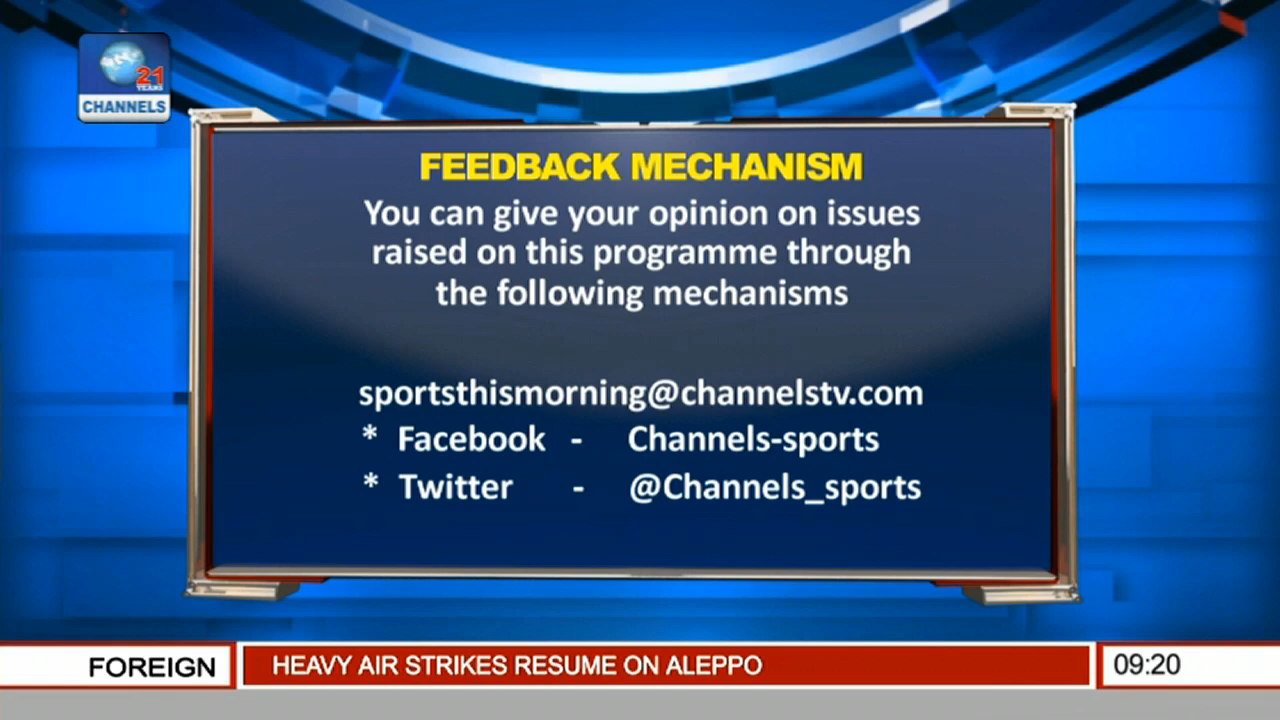 21
YEARS
CHANNELS
FEEDBACK MECHANISM
You can give your opinion on issues
raised on this programme through
the following mechanisms
sportsthismorning@channelstv.com
* Facebook - Channels-sports
* Twitter - @Channels_sports
FOREIGN HEAVY AIR STRIKES RESUME ON ALEPPO 09:20